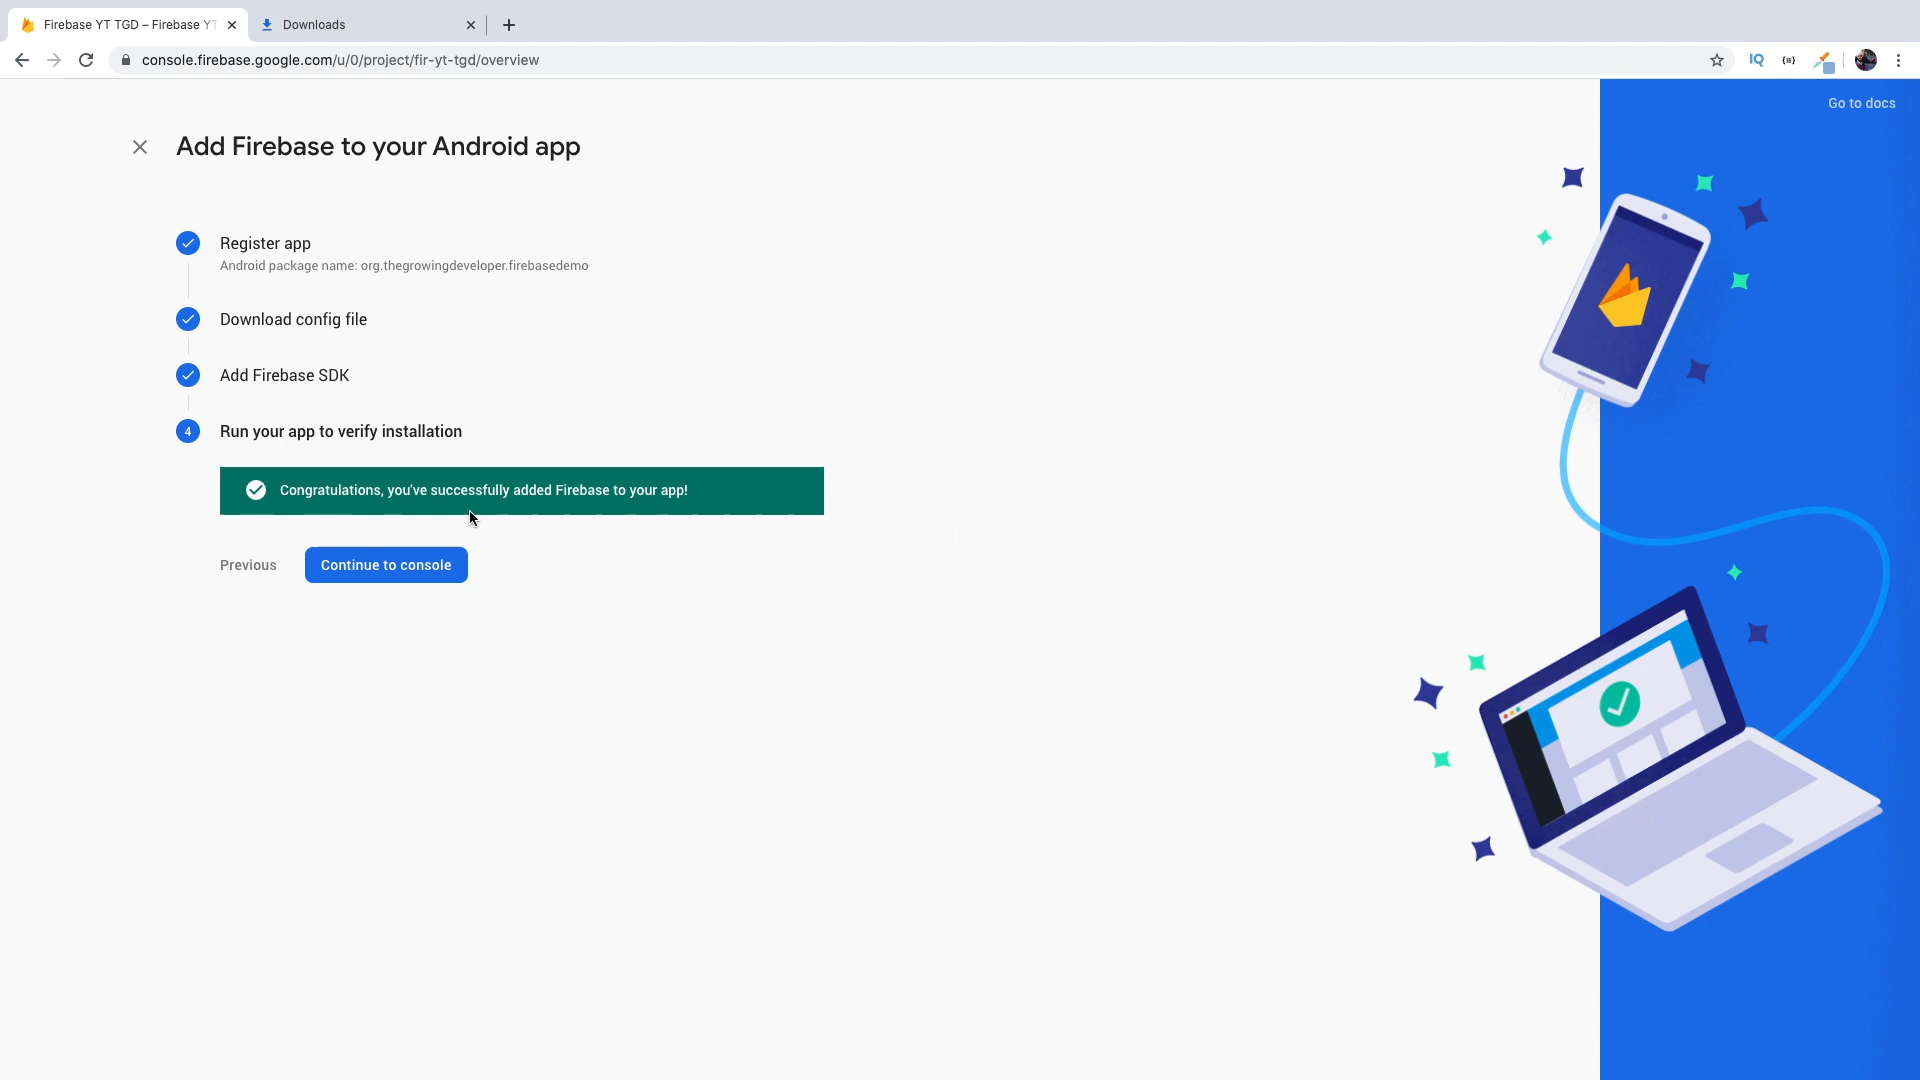 Firebase YT TGD – Firebase YT
Downloads
console.firebase.google.com/u/0/project/fir-yt-tgd/overview
IQ
Go to docs
Add Firebase to your Android app
Register app
Android package name: org.thegrowingdeveloper.firebasedemo
Download config file
Add Firebase SDK
4
Run your app to verify installation
Congratulations, you've successfully added Firebase to your app!
Previous
Continue to console